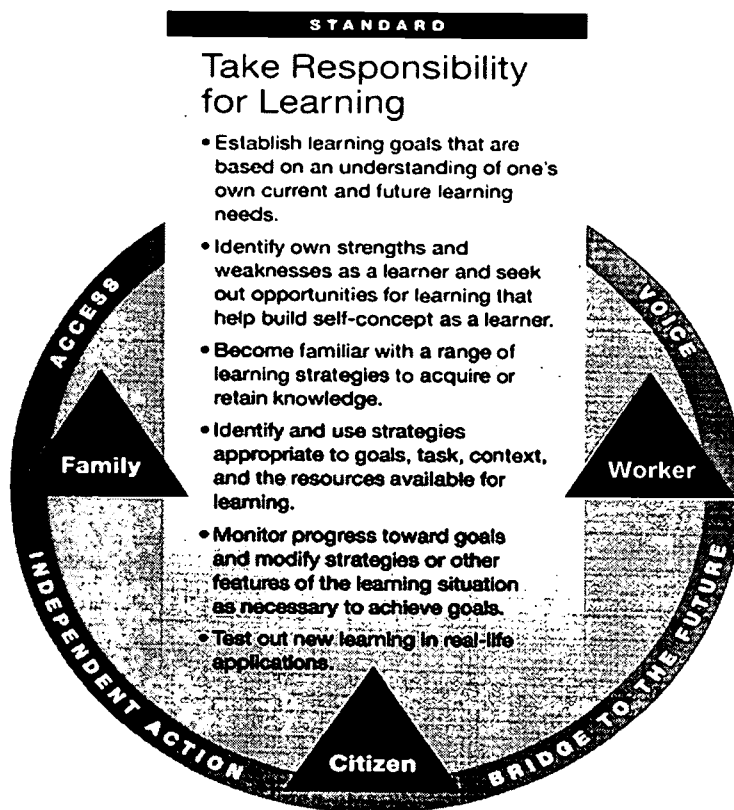 STANDARD
Take Responsibility
for Learning
• Establish learning goals that are
based on an understanding of one's
own current and future learning
needs.
• Identify own strengths and
weaknesses as a learner and seek
out opportunities for learning that
help build self-concept as a learner.
• Become familiar with a range of
learning strategies to acquire or
retain knowledge.
• Identify and use strategies
appropriate to goals, task, context,
and the resources available for
learning.
• Monitor progress toward goals
and modify strategies or other
features of the learning situation
as necessary to achieve goals.
• Test out new learning in real-life
applications.
ACCESS
VOICE
Family
Worker
INDEPENDENT ACTION
BRIDGE TO THE FUTURE
Citizen